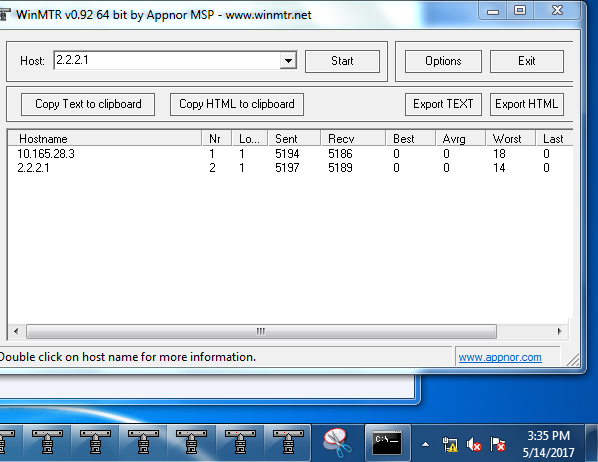 WinMTR v0.92 64 bit by Appnor MSP - www.winmtr.net
Host: 2.2.2.1 Start Options Exit
Copy Text to clipboard Copy HTML to clipboard Export TEXT Export HTML
Hostname Nr Lo... Sent Recv Best Avrg Worst Last
10.165.28.3 1 1 5194 5186 0 0 18 0
2.2.2.1 2 1 5197 5189 0 0 14 0
Double click on host name for more information. www.appnor.com
C:\_
3:35 PM
5/14/2017